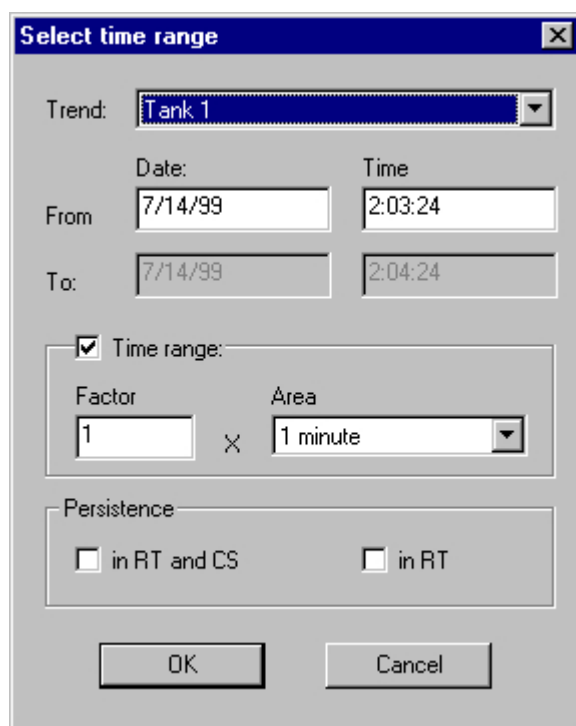 Select time range
Trend: Tank 1
Date: Time
From 7/14/99 2:03:24
To: 7/14/99 2:04:24
Time range:
Factor Area
1 X 1 minute
Persistence
in RT and CS in RT
OK Cancel